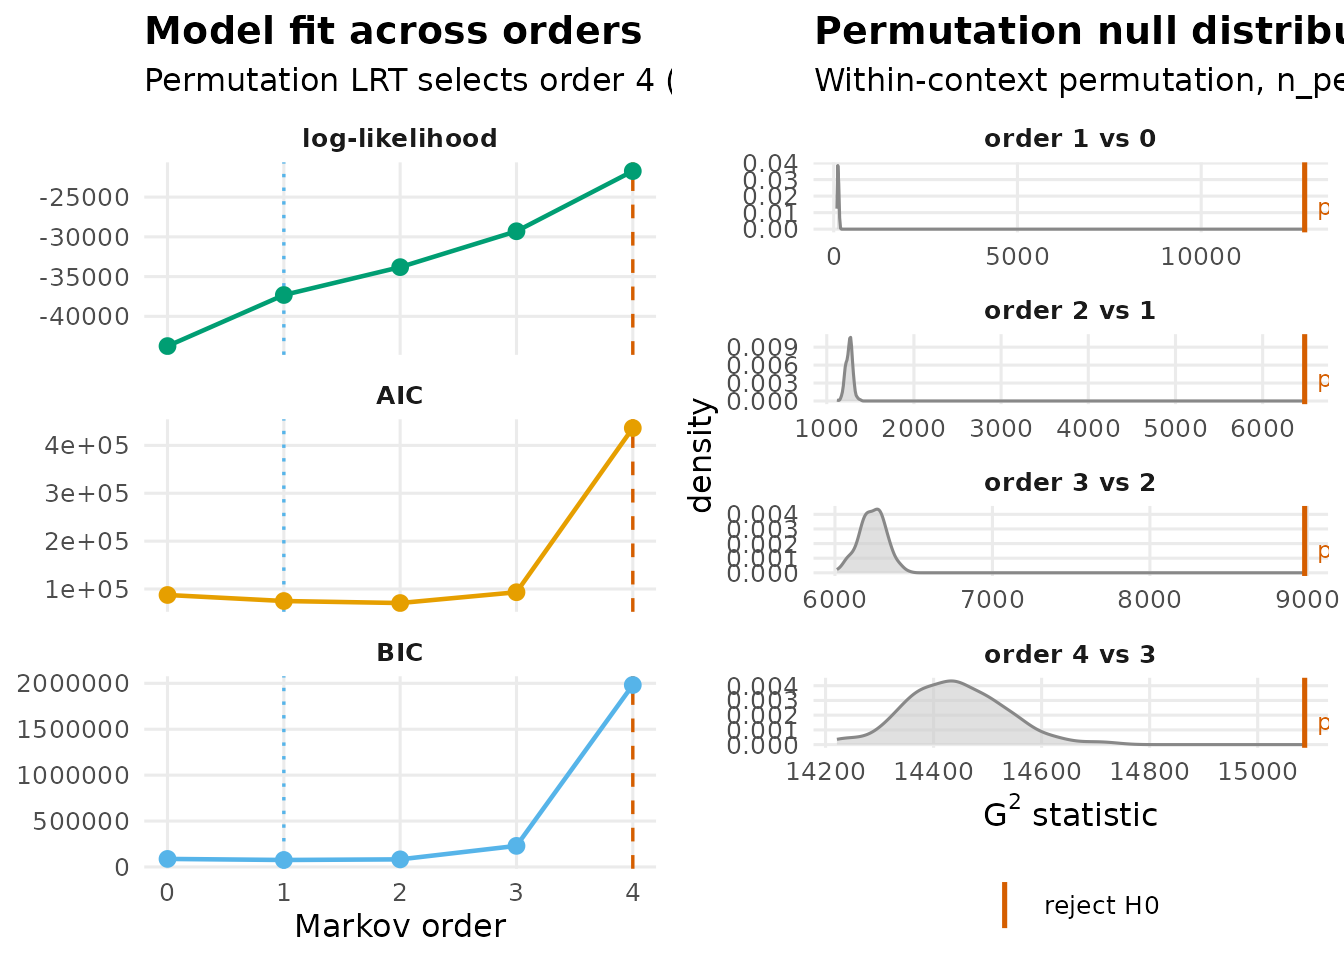 Model fit across orders
Permutation LRT selects order 4 (
log-likelihood
-25000
-30000
-35000
-40000
AIC
4e+05
3e+05
2e+05
1e+05
BIC
2000000
1500000
1000000
500000
0
0 1 2 3 4
Markov order
Permutation null distribu
Within-context permutation, n_pe
density
order 1 vs 0
0.04
0.03
0.02
0.01
0.00
p
0 5000 10000
order 2 vs 1
0.009
0.006
0.003
0.000
p
1000 2000 3000 4000 5000 6000
order 3 vs 2
0.004
0.003
0.002
0.001
0.000
p
6000 7000 8000 9000
order 4 vs 3
0.004
0.003
0.002
0.001
0.000
p
14200 14400 14600 14800 15000
G² statistic
reject H0